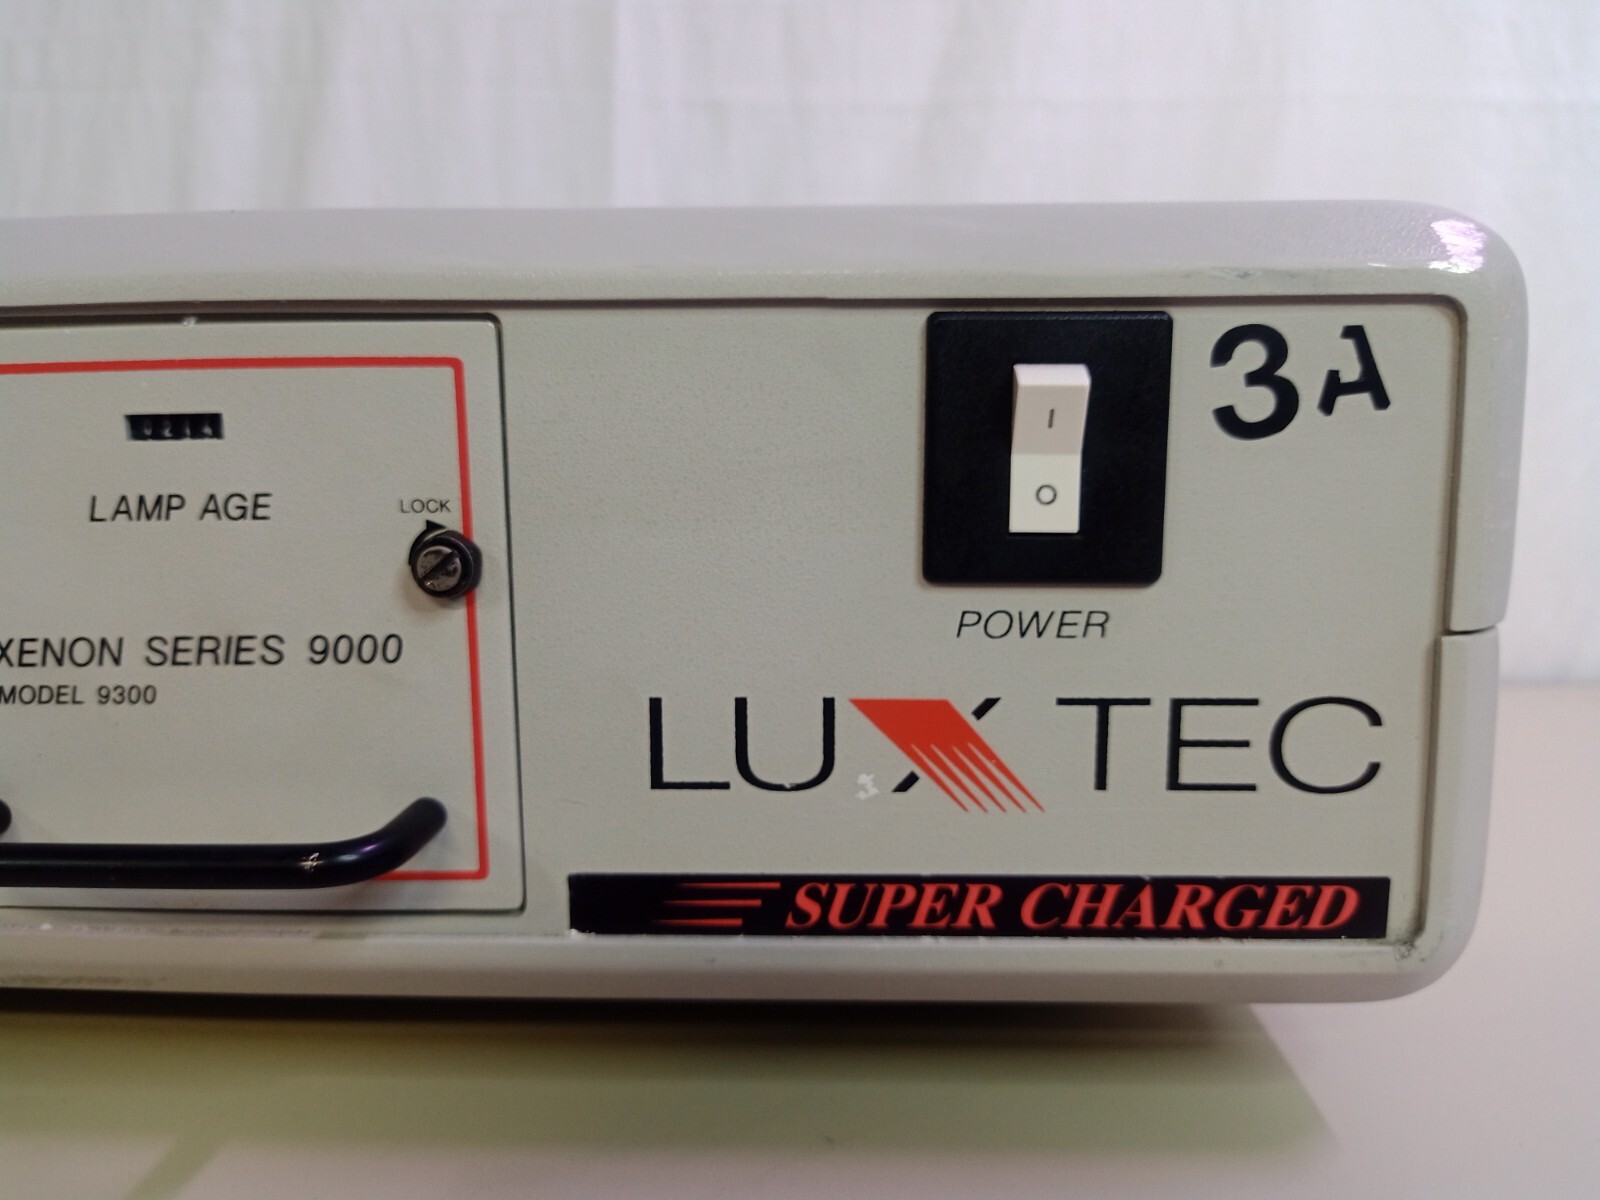 LAMP AGE
LOCK
XENON SERIES 9000
MODEL 9300
I
O
3A
POWER
LUXTEC
SUPER CHARGED